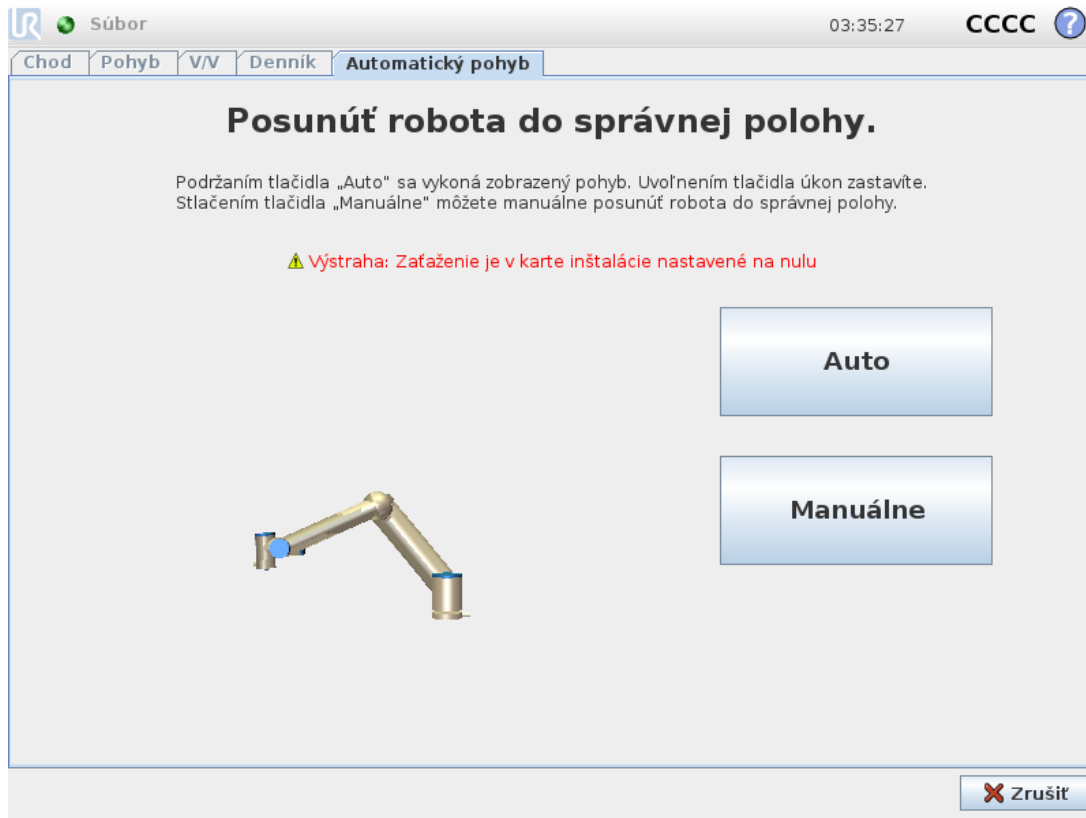 UR Súbor 03:35:27 CCCC ?
Chod Pohyb V/V Denník Automatický pohyb
Posunúť robota do správnej polohy.
Podržaním tlačidla „Auto" sa vykoná zobrazený pohyb. Uvoľnením tlačidla úkon zastavíte.
Stlačením tlačidla „Manuálne" môžete manuálne posunúť robota do správnej polohy.
Výstraha: Zaťaženie je v karte inštalácie nastavené na nulu
Auto
Manuálne
Zrušiť